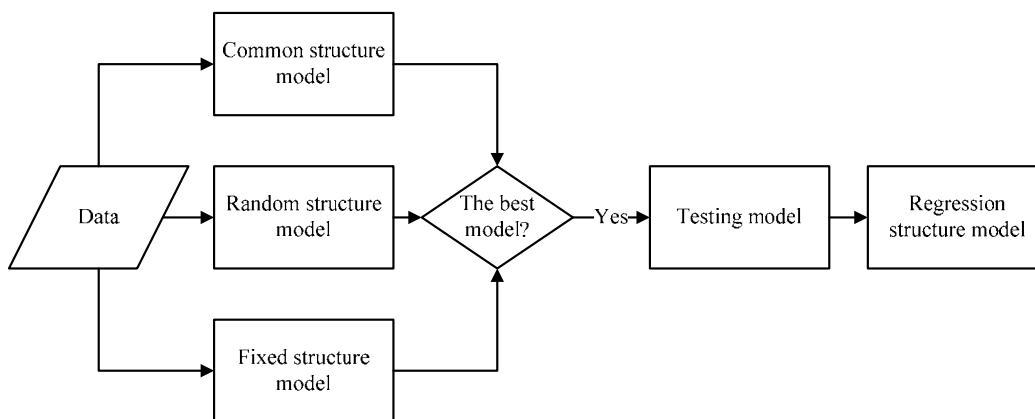 Common structure
model
Data
Random structure
model
The best
model?
Yes
Testing model
Regression
structure model
Fixed structure
model